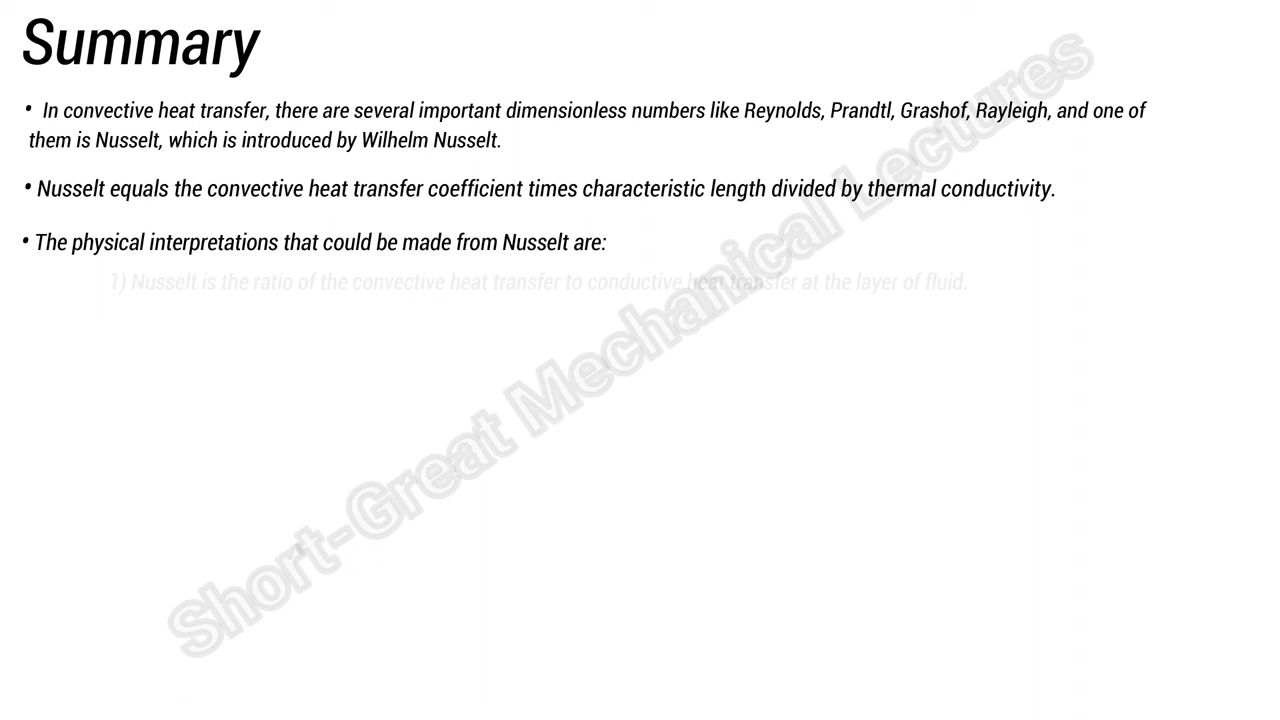 Summary
• In convective heat transfer, there are several important dimensionless numbers like Reynolds, Prandtl, Grashof, Rayleigh, and one of
them is Nusselt, which is introduced by Wilhelm Nusselt.
• Nusselt equals the convective heat transfer coefficient times characteristic length divided by thermal conductivity.
• The physical interpretations that could be made from Nusselt are:
1) Nusselt is the ratio of the convective heat transfer to conductive heat transfer at the layer of fluid.
Short-Great Mechanical Lectures